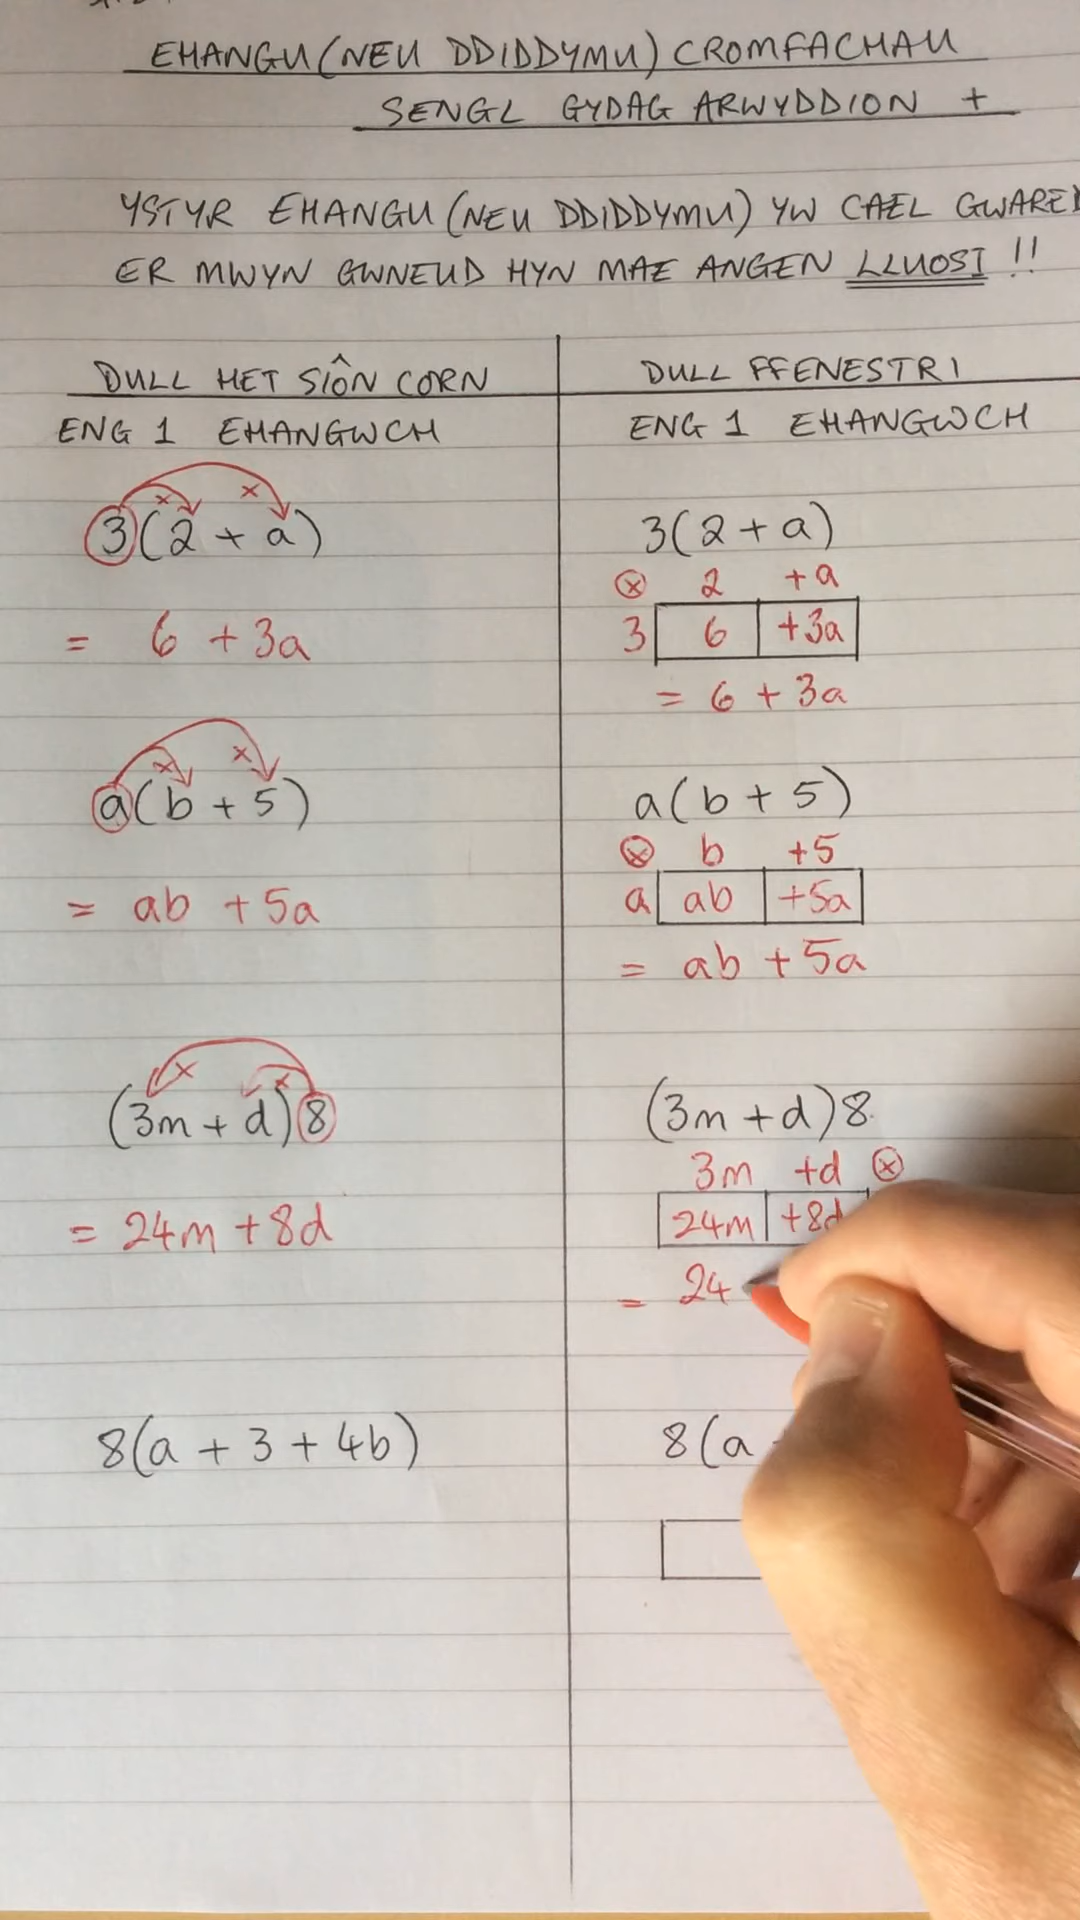 EHANGU (NEU DDIDDYMU) CROMFACHAU
SENGL GYDAG ARWYDDION +
YSTYR EHANGU (NEU DDIDDYMU) YW CAEL
ER MWYN GWNEUD HYN MAE ANGEN LLUOSI !!
DULL HET SIÔN CORN
ENG 1 EHANGWCH
3(2 + a)
× ×
= 6 + 3a
a(b + 5)
× ×
= ab + 5a
(3m + d)8
× ×
= 24m + 8d
8(a + 3 + 4b)
DULL FFENESTRI
ENG 1 EHANGWCH
3(2 + a)
⊗ 2 + a
3 6 +3a
= 6 + 3a
a(b + 5)
⊗ b +5
a ab +5a
= ab + 5a
(3m + d)8
3m +d ⊗
24m +8d
= 24
8(a